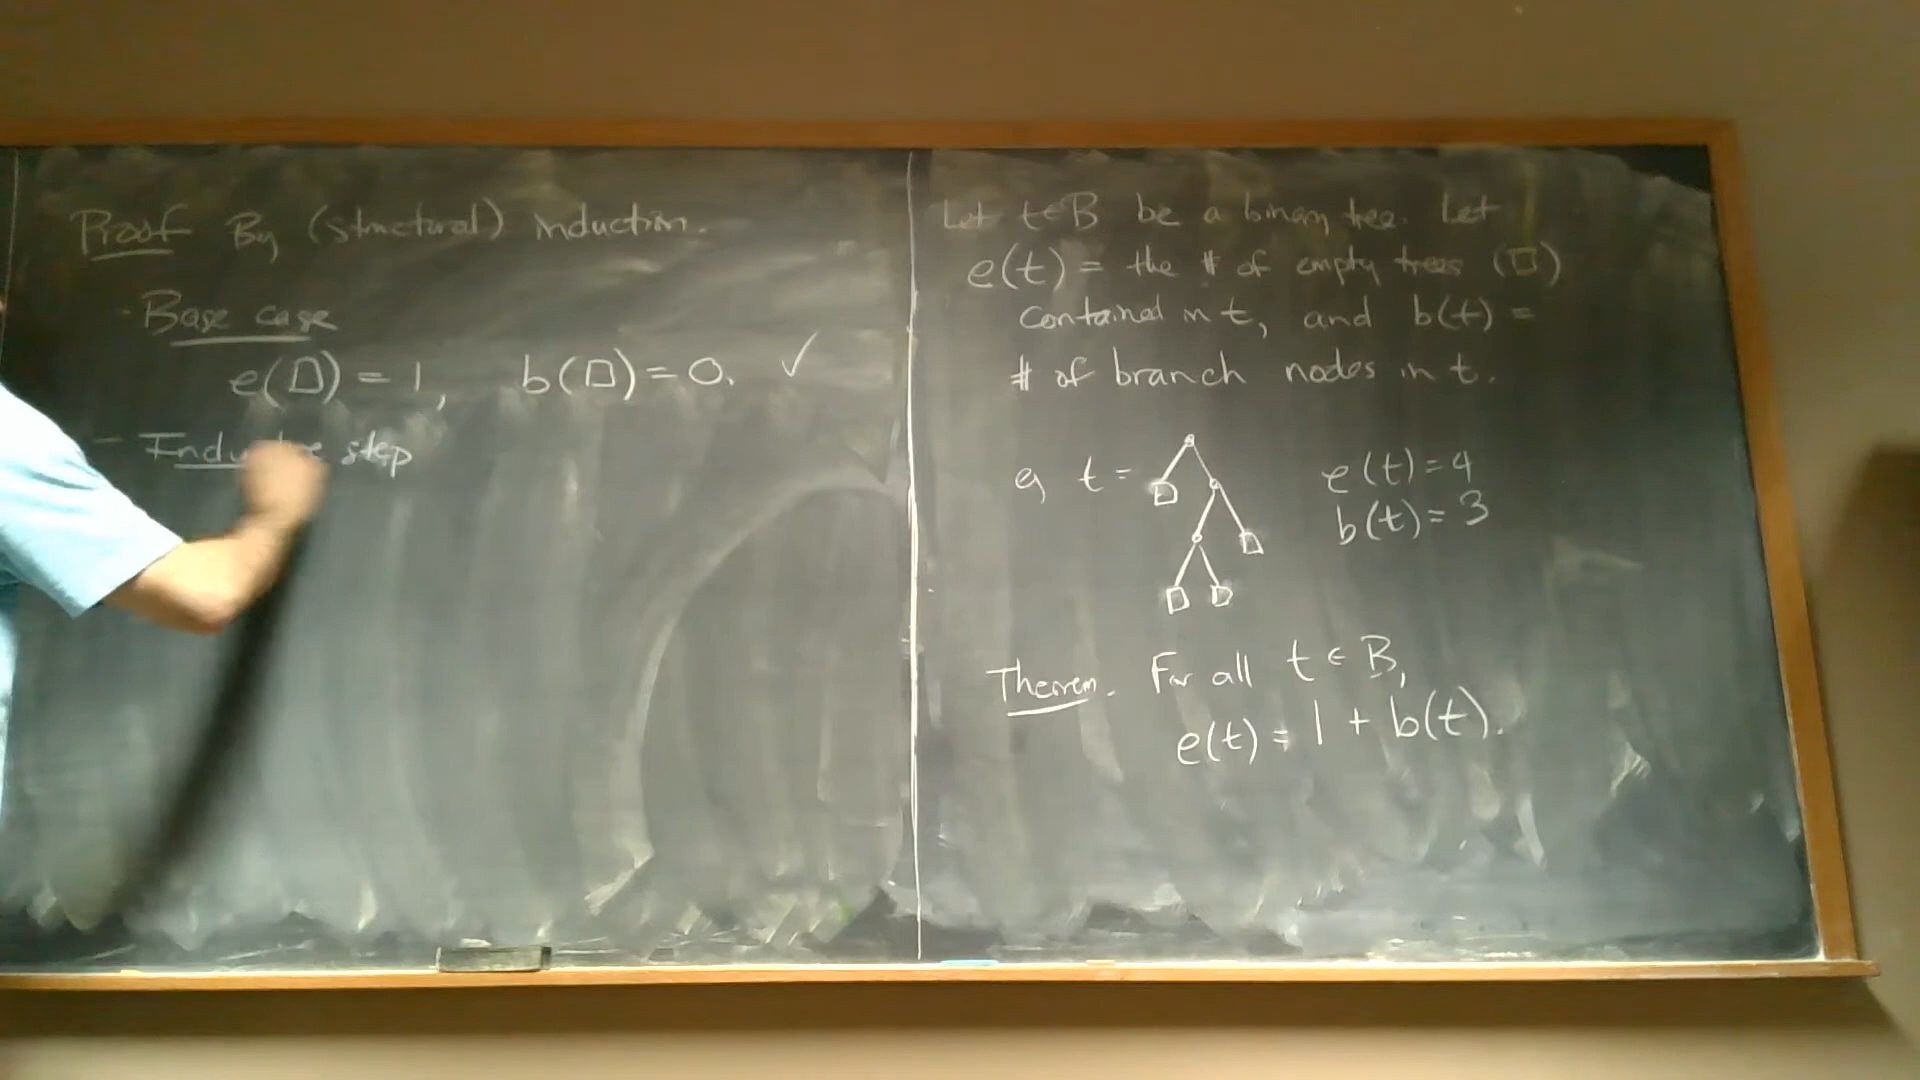 Proof By (structural) induction.
- Base case
e(□) = 1, b(□) = 0. ✓
- Inductive step
Let t ∈ B be a binary tree. Let
e(t) = the # of empty trees (□)
contained in t, and b(t) =
# of branch nodes in t.
eg t =
e(t) = 4
b(t) = 3
Theorem. For all t ∈ B,
e(t) = 1 + b(t).